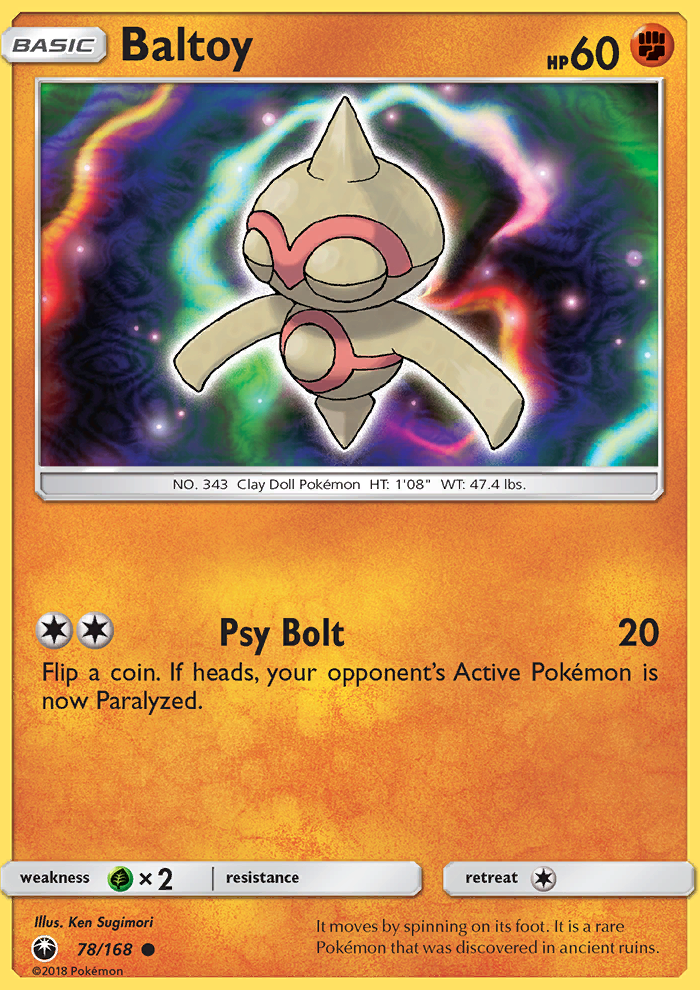 BASIC Baltoy HP60
NO. 343 Clay Doll Pokémon HT: 1'08" WT: 47.4 lbs.
Psy Bolt 20
Flip a coin. If heads, your opponent's Active Pokémon is
now Paralyzed.
weakness ×2 resistance retreat
Illus. Ken Sugimori
78/168
©2018 Pokémon
It moves by spinning on its foot. It is a rare
Pokémon that was discovered in ancient ruins.